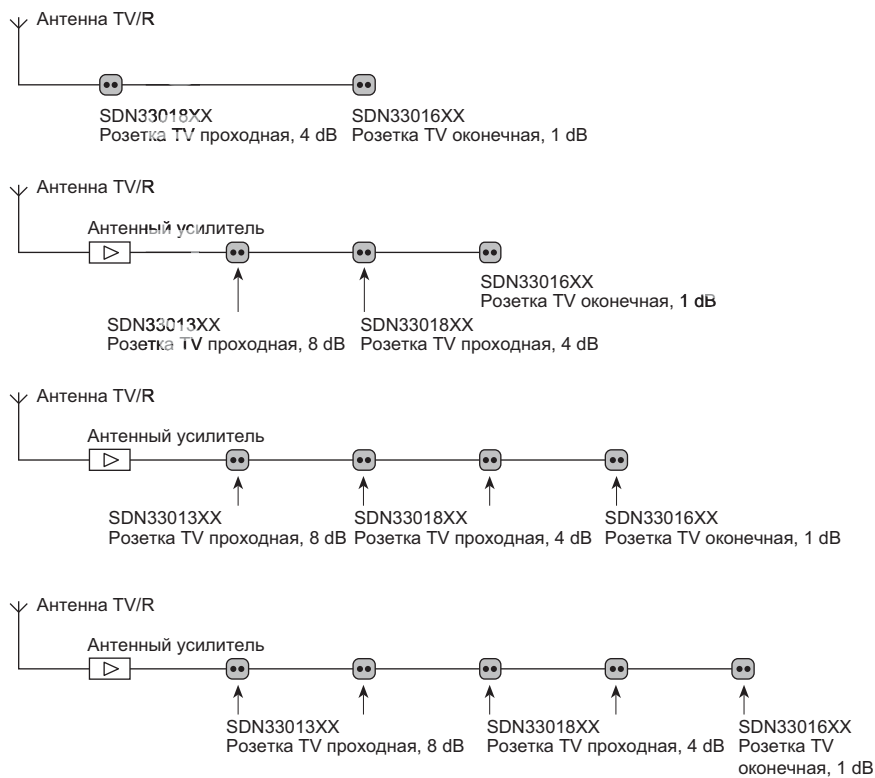 Антенна TV/R
SDN33018XX
Розетка TV проходная, 4 dB
SDN33016XX
Розетка TV оконечная, 1 dB
Антенна TV/R
Антенный усилитель
SDN33016XX
Розетка TV оконечная, 1 dB
SDN33013XX
Розетка TV проходная, 8 dB
SDN33018XX
Розетка TV проходная, 4 dB
Антенна TV/R
Антенный усилитель
SDN33013XX
Розетка TV проходная, 8 dB
SDN33018XX
Розетка TV проходная, 4 dB
SDN33016XX
Розетка TV оконечная, 1 dB
Антенна TV/R
Антенный усилитель
SDN33013XX
Розетка TV проходная, 8 dB
SDN33018XX
Розетка TV проходная, 4 dB
SDN33016XX
Розетка TV
оконечная, 1 dB